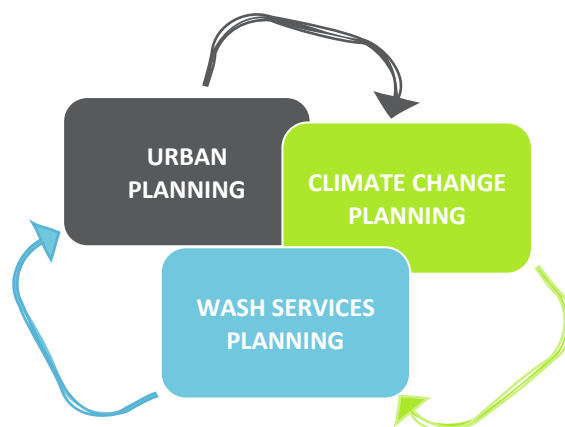 URBAN
PLANNING
CLIMATE CHANGE
PLANNING
WASH SERVICES
PLANNING